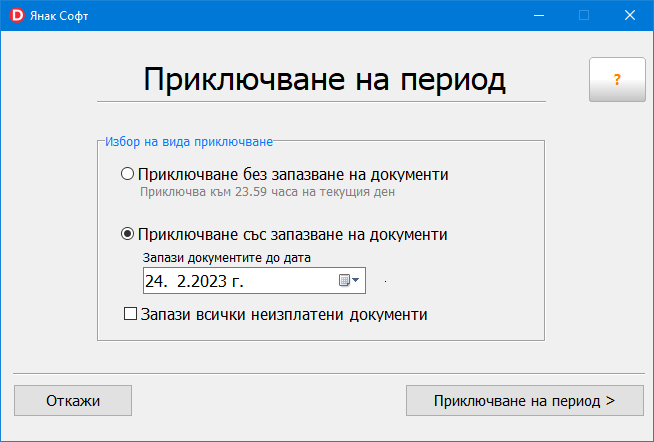 D Янак Софт
Приключване на период
?
Избор на вида приключване
Приключване без запазване на документи
Приключва към 23.59 часа на текущия ден
Приключване със запазване на документи
Запази документите до дата
24. 2.2023 г.
Запази всички неизплатени документи
Откажи
Приключване на период >